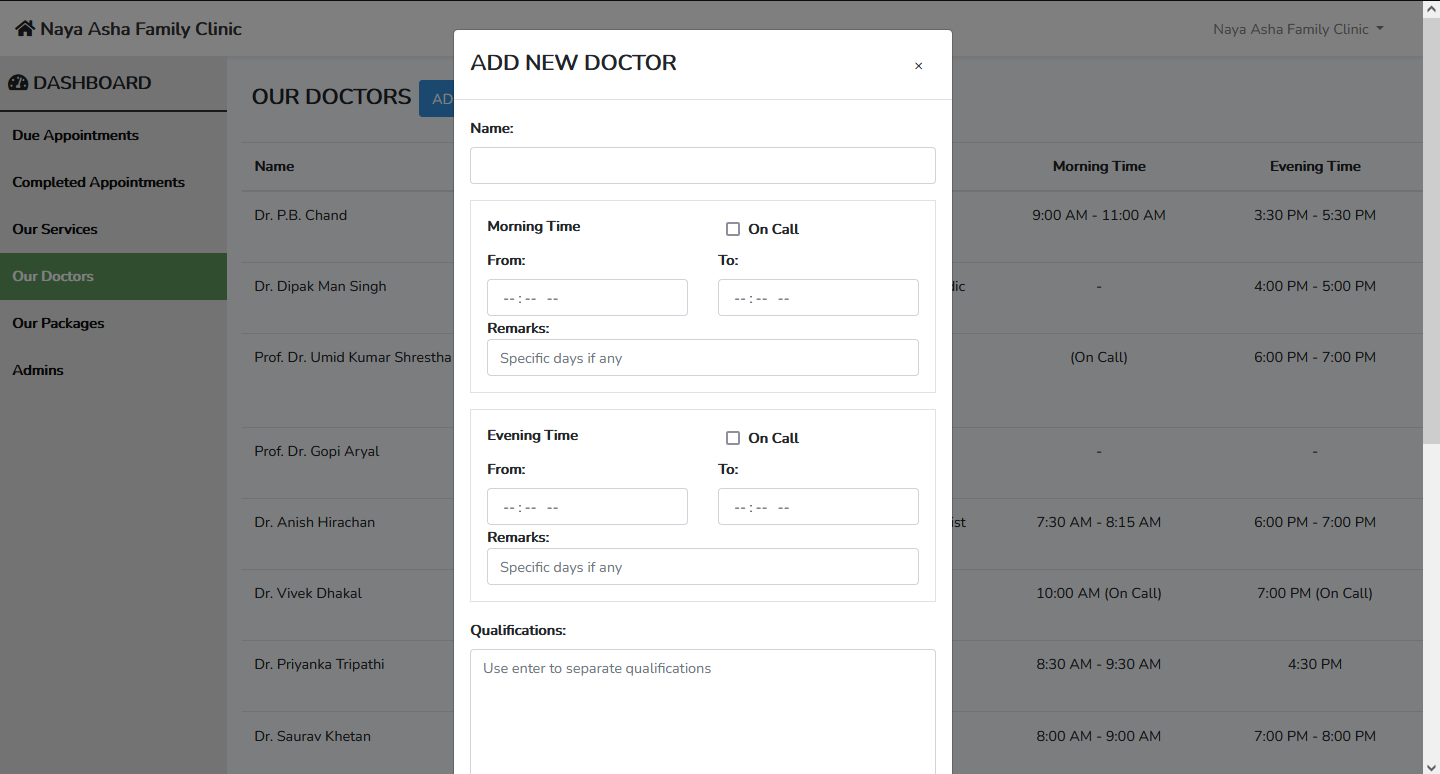 Naya Asha Family Clinic
Naya Asha Family Clinic
DASHBOARD
Due Appointments
Completed Appointments
Our Services
Our Doctors
Our Packages
Admins
OUR DOCTORS AD
Name Morning Time Evening Time
Dr. P.B. Chand 9:00 AM - 11:00 AM 3:30 PM - 5:30 PM
Dr. Dipak Man Singh dic - 4:00 PM - 5:00 PM
Prof. Dr. Umid Kumar Shrestha (On Call) 6:00 PM - 7:00 PM
Prof. Dr. Gopi Aryal - -
Dr. Anish Hirachan ist 7:30 AM - 8:15 AM 6:00 PM - 7:00 PM
Dr. Vivek Dhakal 10:00 AM (On Call) 7:00 PM (On Call)
Dr. Priyanka Tripathi 8:30 AM - 9:30 AM 4:30 PM
Dr. Saurav Khetan 8:00 AM - 9:00 AM 7:00 PM - 8:00 PM
ADD NEW DOCTOR ×
Name:
Morning Time On Call
From: To:
-- : -- -- -- : -- --
Remarks:
Specific days if any
Evening Time On Call
From: To:
-- : -- -- -- : -- --
Remarks:
Specific days if any
Qualifications:
Use enter to separate qualifications